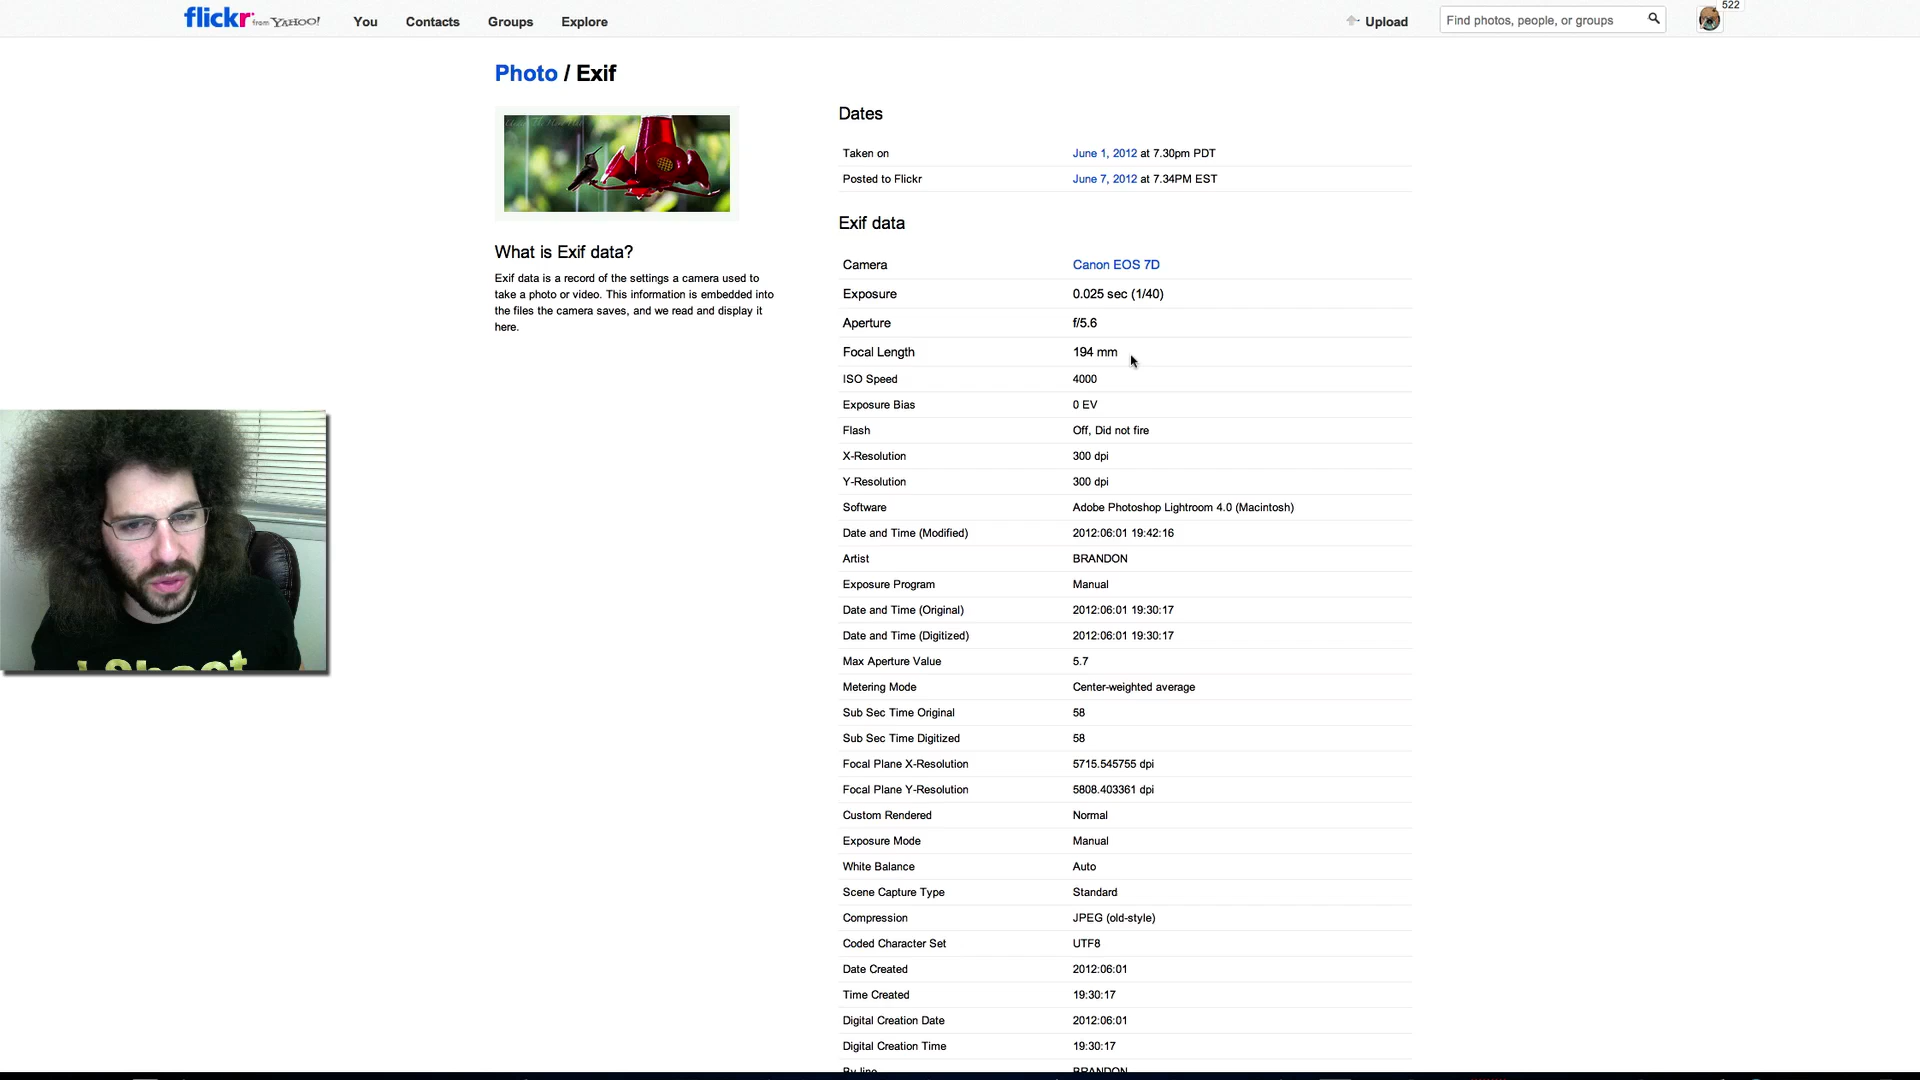 flickr from YAHOO! You Contacts Groups Explore Upload Find photos, people, or groups 522
Photo / Exif
What is Exif data?
Exif data is a record of the settings a camera used to
take a photo or video. This information is embedded into
the files the camera saves, and we read and display it
here.
Dates
Taken on June 1, 2012 at 7.30pm PDT
Posted to Flickr June 7, 2012 at 7.34PM EST
Exif data
Camera Canon EOS 7D
Exposure 0.025 sec (1/40)
Aperture f/5.6
Focal Length 194 mm
ISO Speed 4000
Exposure Bias 0 EV
Flash Off, Did not fire
X-Resolution 300 dpi
Y-Resolution 300 dpi
Software Adobe Photoshop Lightroom 4.0 (Macintosh)
Date and Time (Modified) 2012:06:01 19:42:16
Artist BRANDON
Exposure Program Manual
Date and Time (Original) 2012:06:01 19:30:17
Date and Time (Digitized) 2012:06:01 19:30:17
Max Aperture Value 5.7
Metering Mode Center-weighted average
Sub Sec Time Original 58
Sub Sec Time Digitized 58
Focal Plane X-Resolution 5715.545755 dpi
Focal Plane Y-Resolution 5808.403361 dpi
Custom Rendered Normal
Exposure Mode Manual
White Balance Auto
Scene Capture Type Standard
Compression JPEG (old-style)
Coded Character Set UTF8
Date Created 2012:06:01
Time Created 19:30:17
Digital Creation Date 2012:06:01
Digital Creation Time 19:30:17
By-line BRANDON
I Shoot